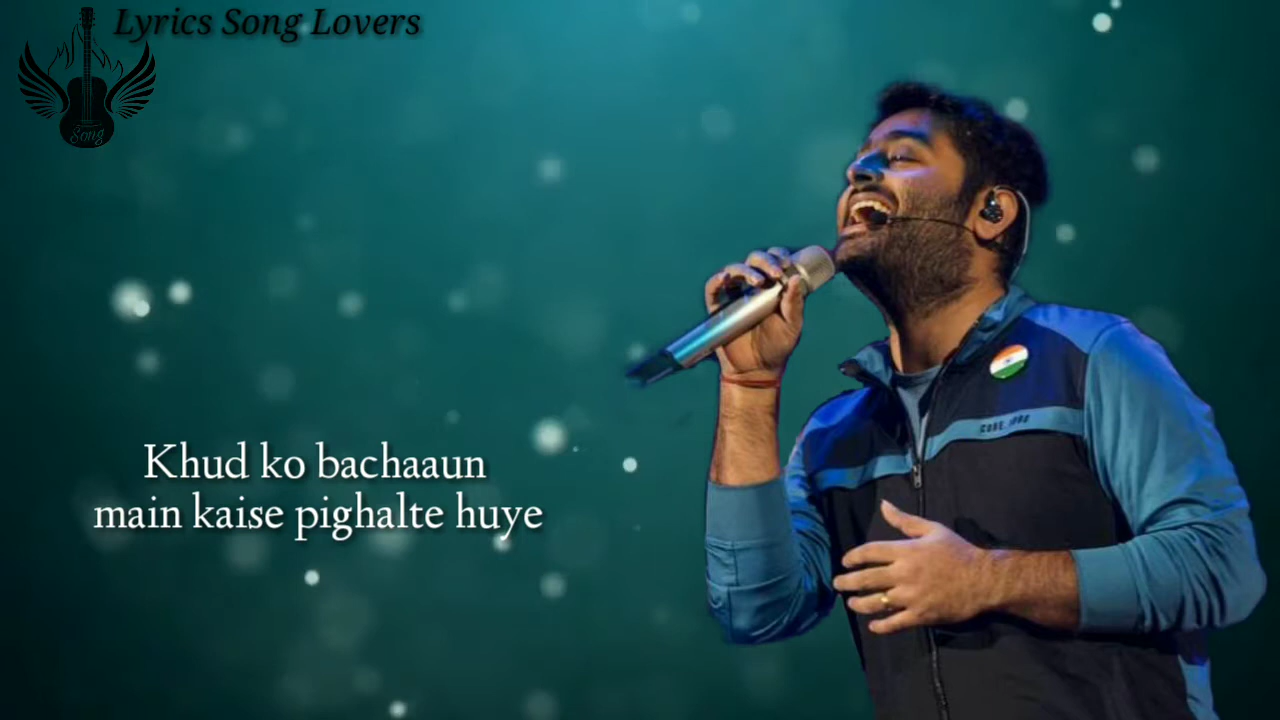 Lyrics Song Lovers
Song
Khud ko bachaaun
main kaise pighalte huye